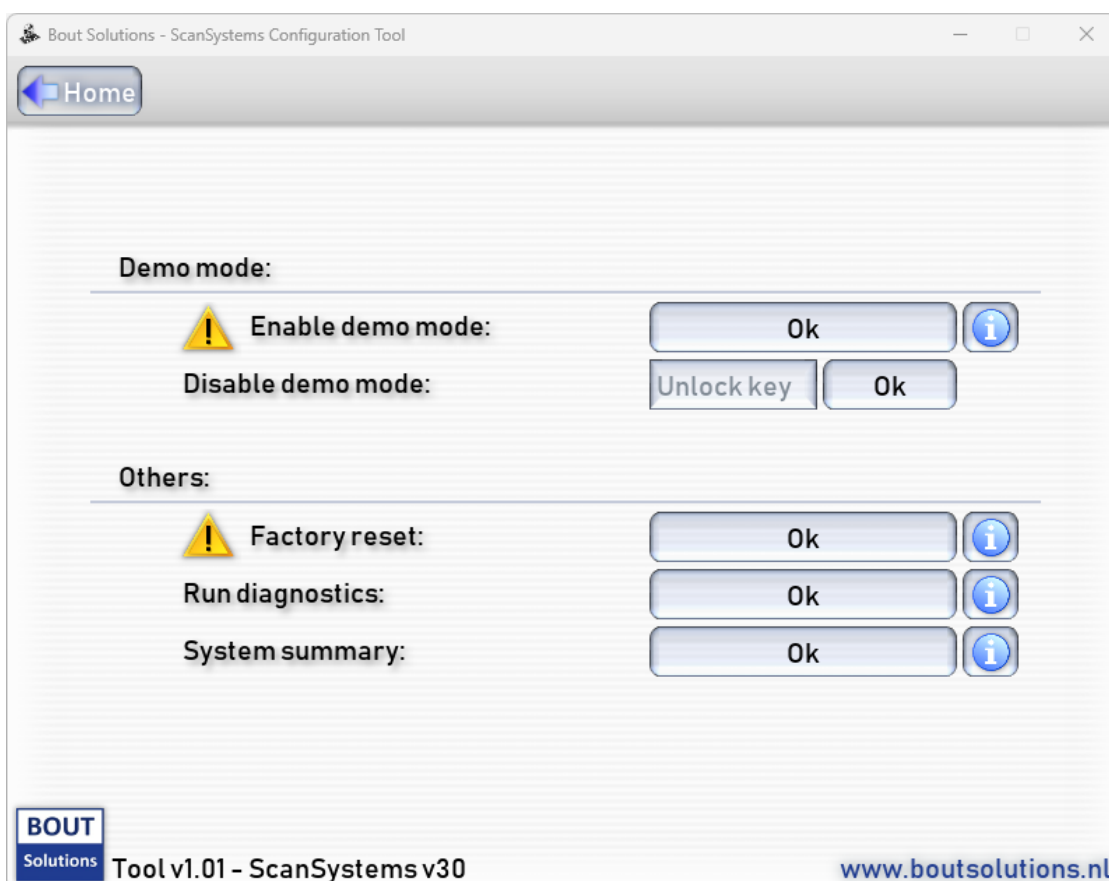 Bout Solutions - ScanSystems Configuration Tool
Home
Demo mode:
Enable demo mode: Ok
Disable demo mode: Unlock key Ok
Others:
Factory reset: Ok
Run diagnostics: Ok
System summary: Ok
BOUT
Solutions
Tool v1.01 - ScanSystems v30
www.boutsolutions.nl